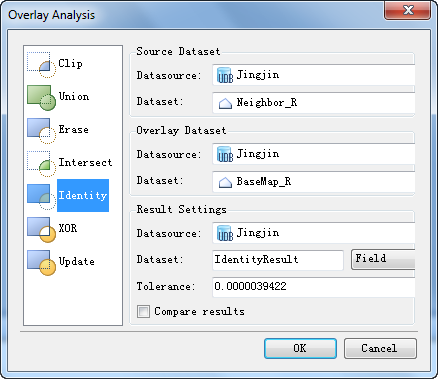 Overlay Analysis
Clip
Union
Erase
Intersect
Identity
XOR
Update
Source Dataset
Datasource: UDB Jingjin
Dataset: Neighbor_R
Overlay Dataset
Datasource: UDB Jingjin
Dataset: BaseMap_R
Result Settings
Datasource: UDB Jingjin
Dataset: IdentityResult Field
Tolerance: 0.0000039422
Compare results
OK Cancel